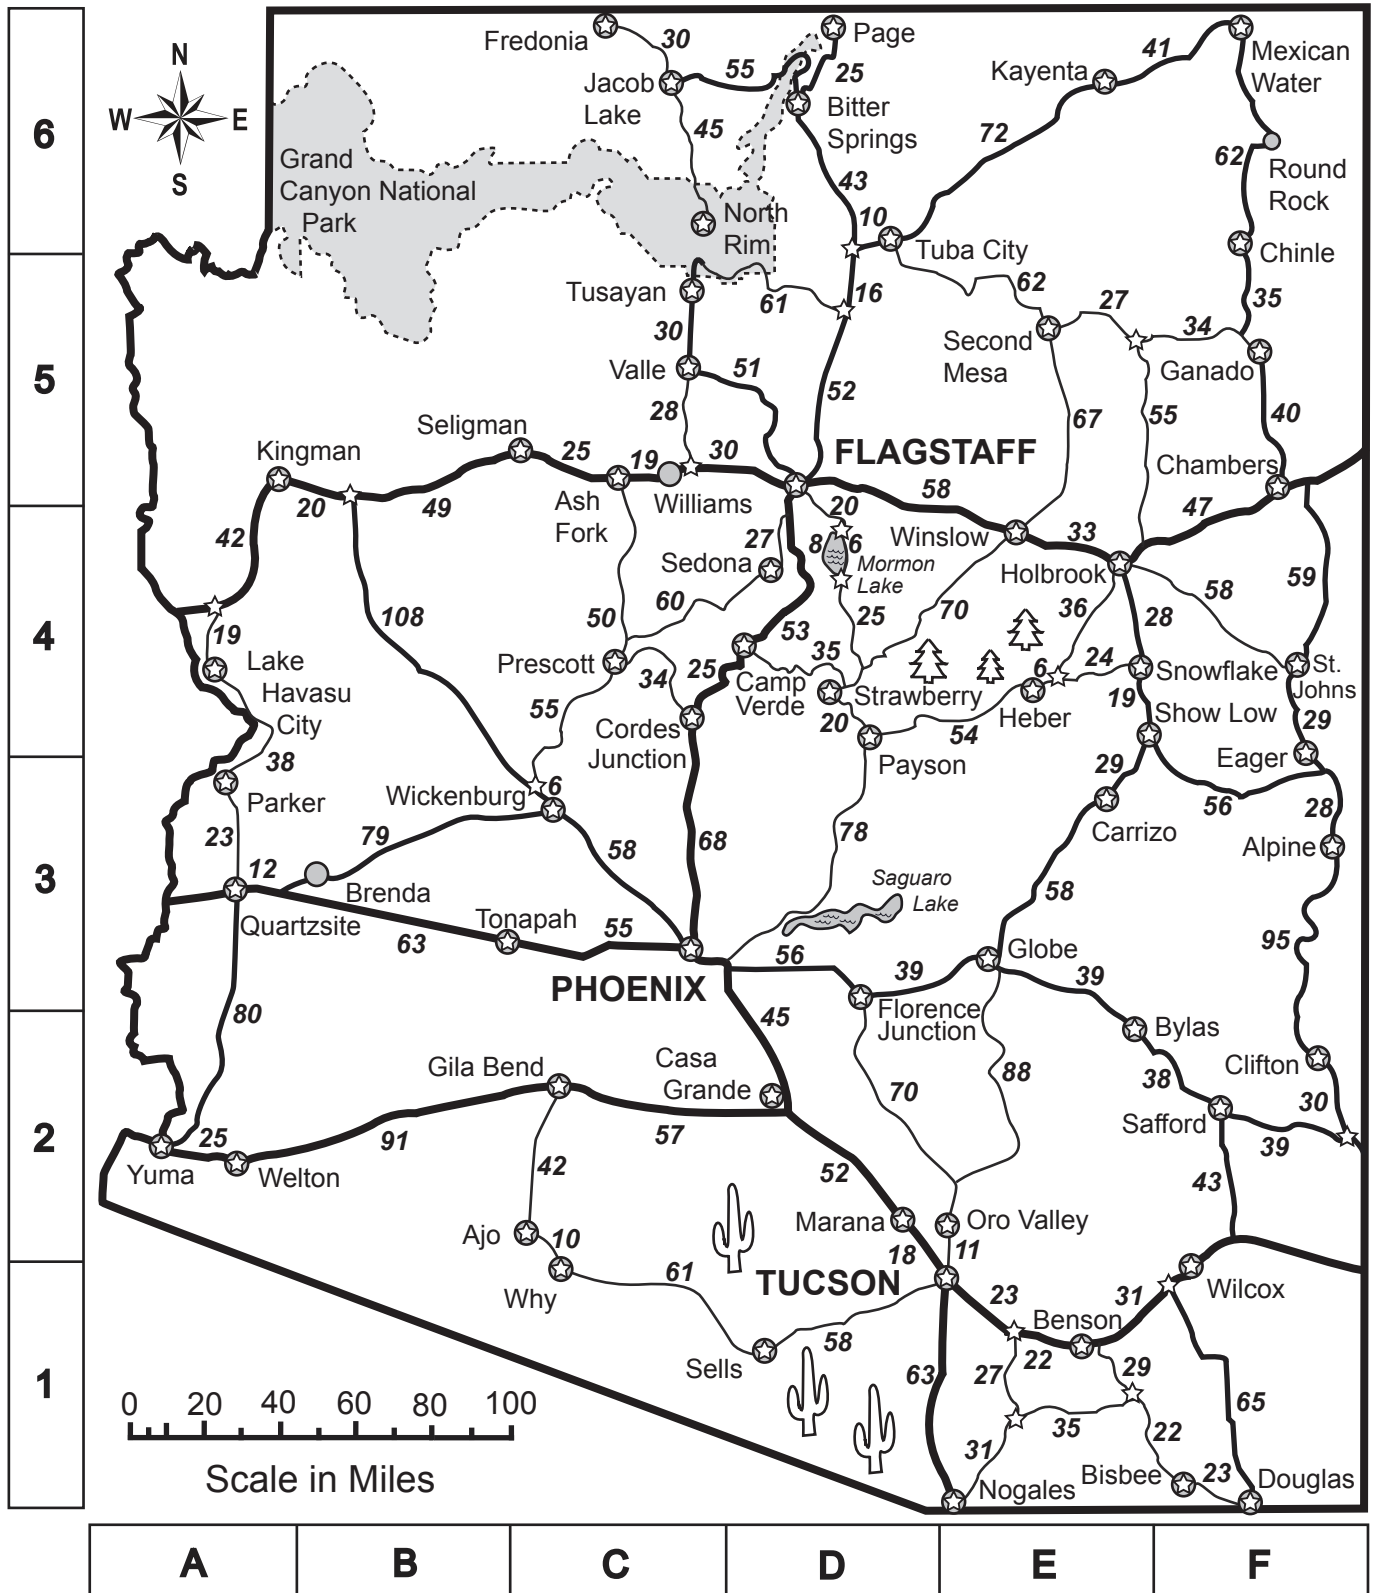 Fredonia
30
Page
41
Mexican
Water
N
W
E
S
6
Jacob
Lake
55
25
Kayenta
Bitter
Springs
45
72
62
Round
Rock
Grand
Canyon National
Park
43
10
North
Rim
Tuba City
Chinle
Tusayan
61
16
62
27
34
35
30
Second
Mesa
Ganado
5
Valle
51
52
28
67
55
40
Seligman
Kingman
25
19
30
FLAGSTAFF
Chambers
20
49
Ash
Fork
Williams
20
58
47
42
27
8
6
Winslow
33
Sedona
Mormon
Lake
Holbrook
58
59
4
108
50
60
53
25
70
36
28
19
Lake
Havasu
City
Prescott
34
25
35
6
24
Snowflake
St.
Johns
Camp
Verde
Strawberry
Heber
19
55
Cordes
Junction
20
54
Show Low
29
38
Payson
Eager
Parker
Wickenburg
6
29
56
28
23
79
58
68
78
Carrizo
Alpine
3
12
Brenda
Saguaro
Lake
58
Quartzsite
Tonapah
55
63
56
39
Globe
95
PHOENIX
39
80
45
Florence
Junction
Bylas
Gila Bend
Casa
Grande
88
38
Clifton
70
Safford
30
2
25
91
57
39
Yuma
Welton
42
52
43
Ajo
10
Marana
Oro Valley
18
11
Why
61
TUCSON
23
31
Wilcox
Benson
Sells
58
63
27
22
29
1
65
0
20
40
60
80
100
35
22
31
Scale in Miles
Nogales
Bisbee
23
Douglas
A
B
C
D
E
F